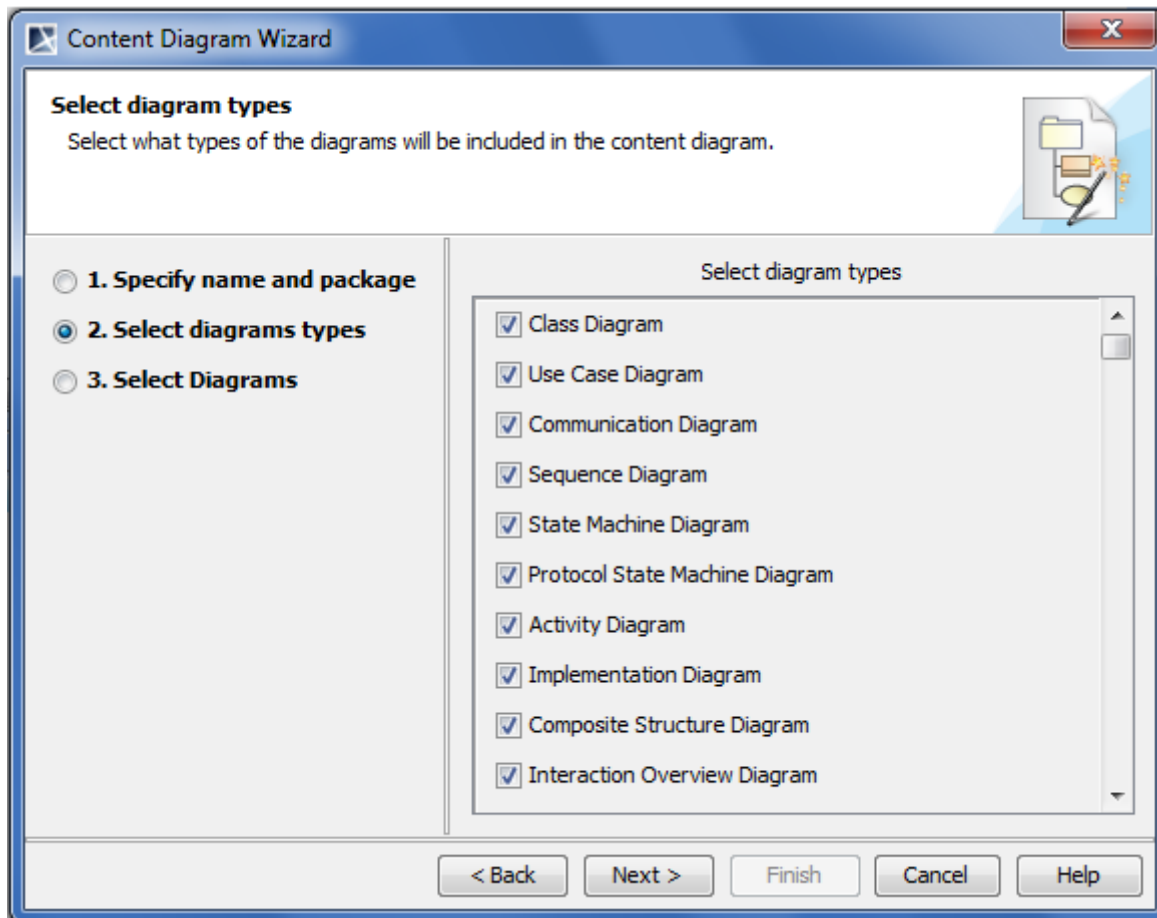 Content Diagram Wizard
Select diagram types
Select what types of the diagrams will be included in the content diagram.
1. Specify name and package
2. Select diagrams types
3. Select Diagrams
Select diagram types
Class Diagram
Use Case Diagram
Communication Diagram
Sequence Diagram
State Machine Diagram
Protocol State Machine Diagram
Activity Diagram
Implementation Diagram
Composite Structure Diagram
Interaction Overview Diagram
< Back Next > Finish Cancel Help